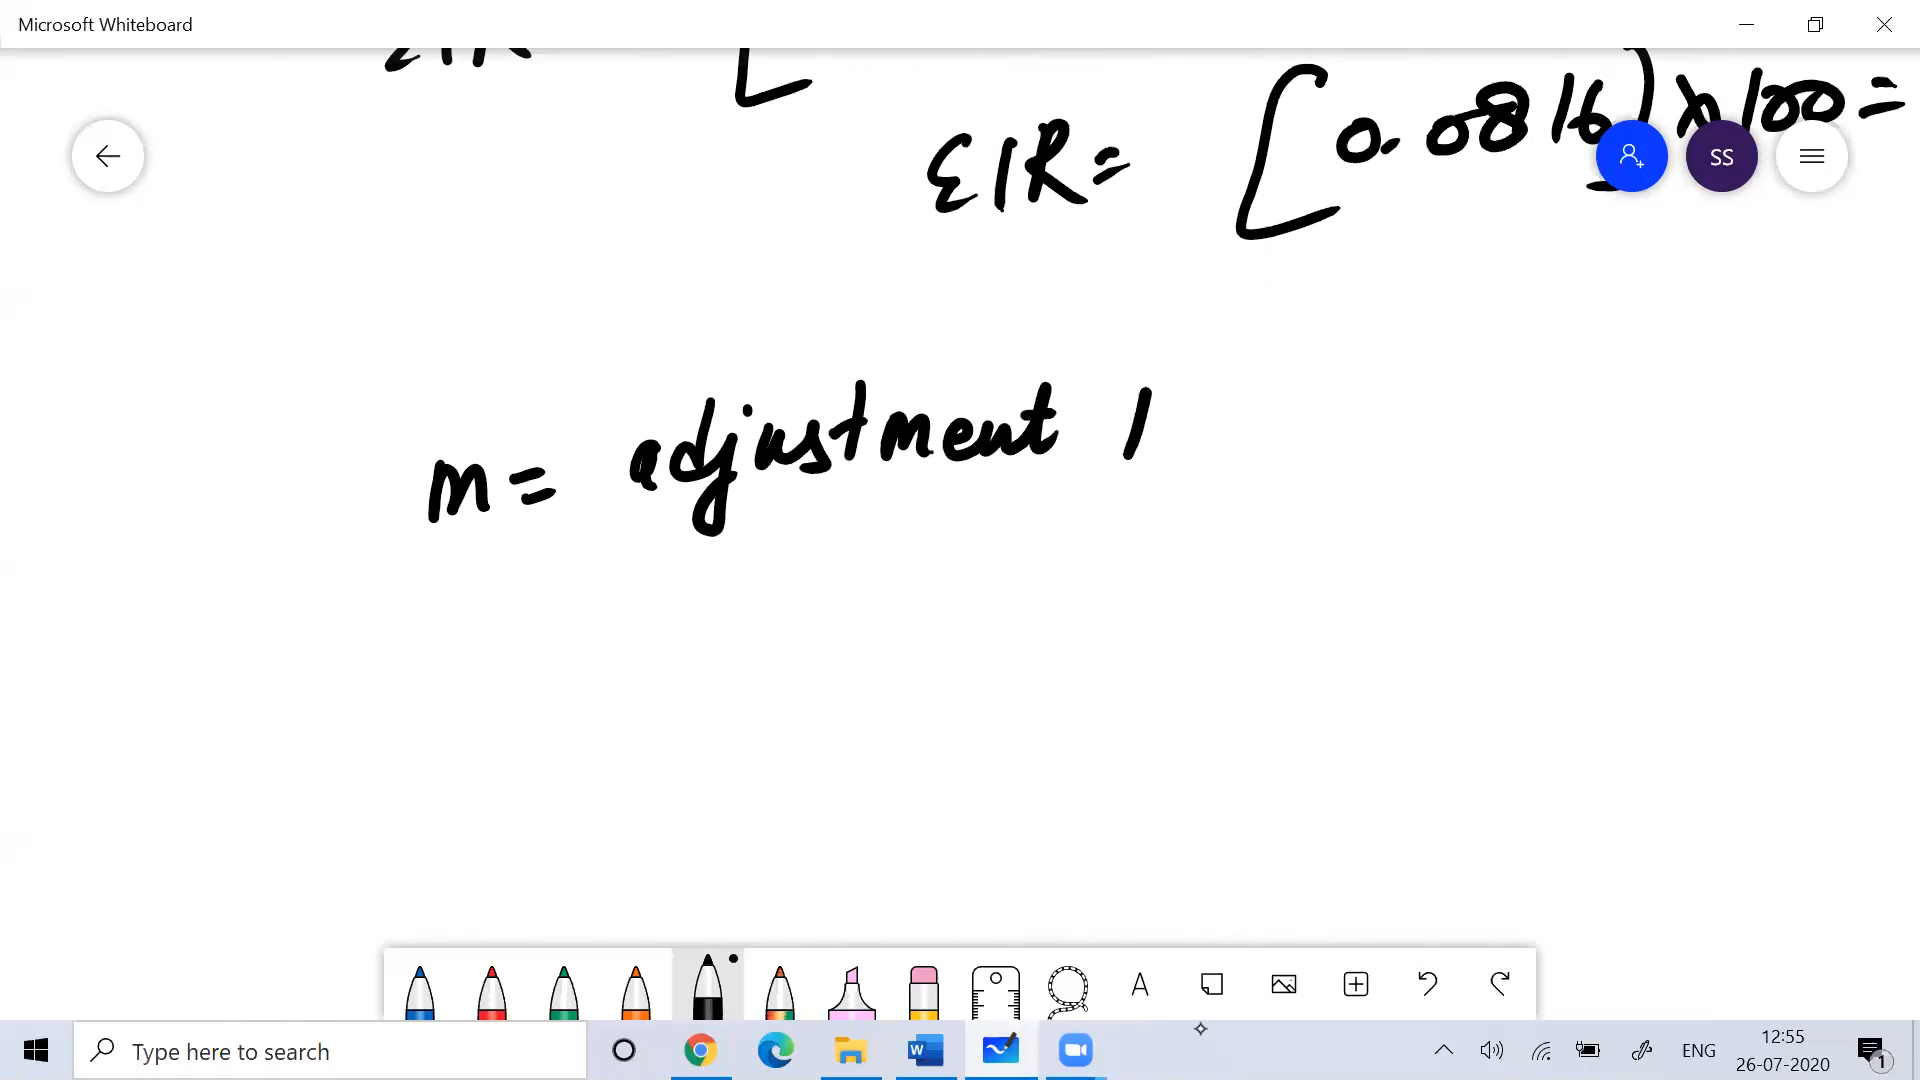 Microsoft Whiteboard
EIR
EIR = [0.0816] x 100 =
SS
m = adjustment
A
Type here to search
ENG
12:55
26-07-2020
1